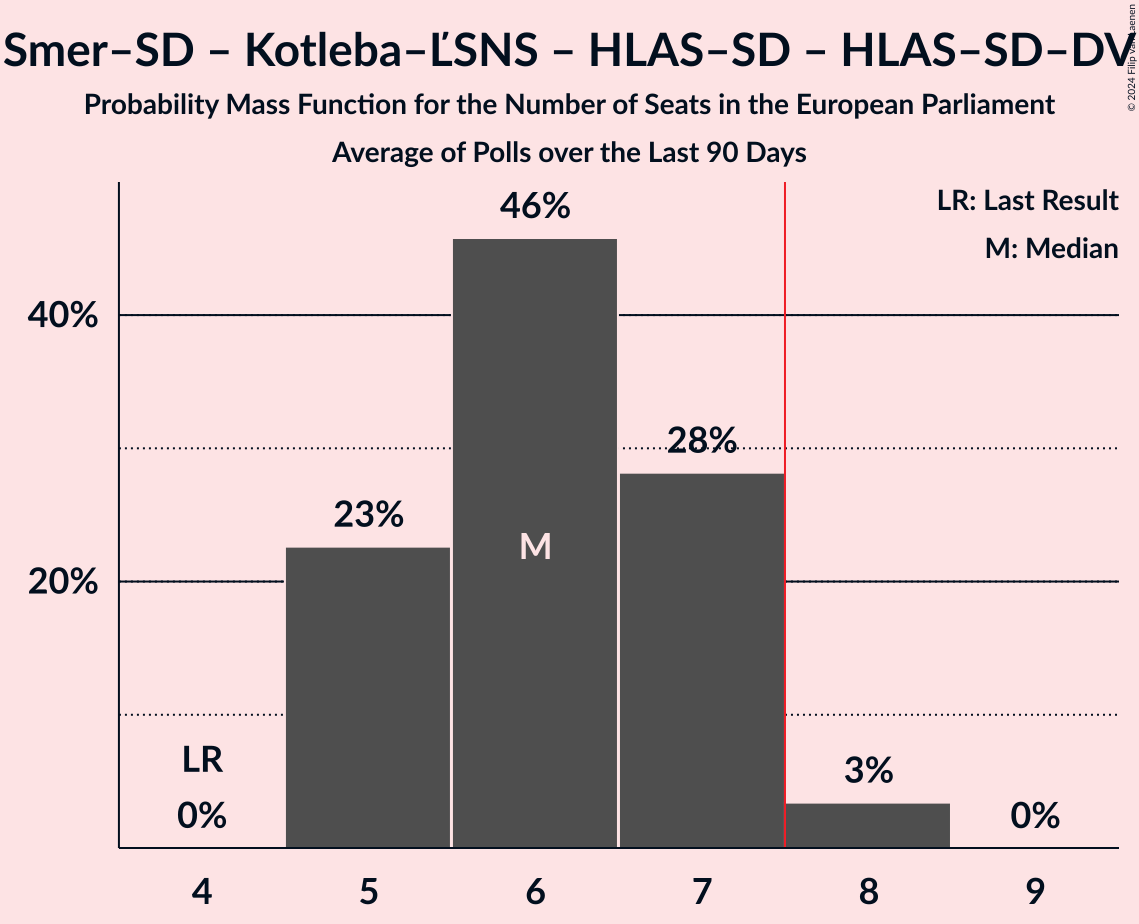 Smer–SD – Kotleba–ĽSNS – HLAS–SD – HLAS–SD–DV
Probability Mass Function for the Number of Seats in the European Parliament
Average of Polls over the Last 90 Days
LR: Last Result
M: Median
46%
40%
28%
23%
M
20%
LR
3%
0%
0%
4 5 6 7 8 9
© 2024 Filip